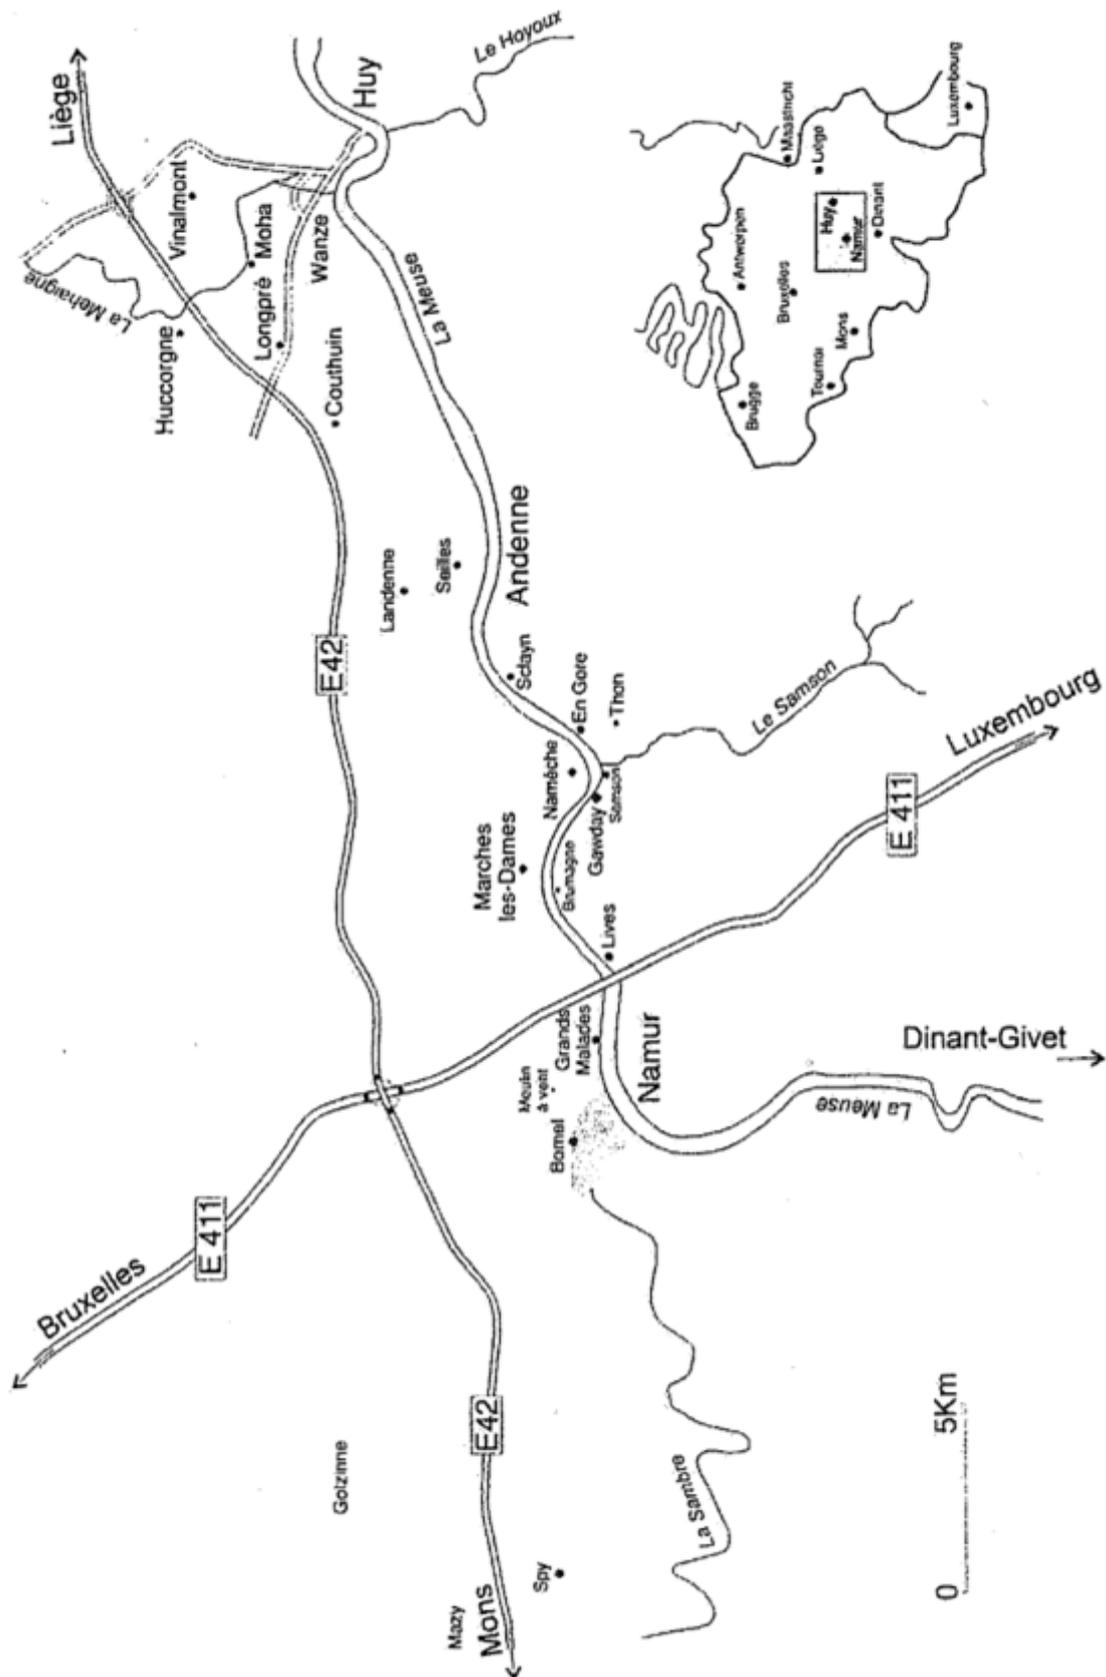 Liège
Le Hoyoux
Huy
La Mehaigne
Vinalmont
Moha
Wanze
Huccorgne
Longpré
Couthuin
La Meuse
Maastricht
Liège
Luxembourg
Huy
Namur
Dinant
Antwerpen
Bruxelles
Mons
Tournai
Brugge
Landenne
Seilles
Andenne
E42
Sclayn
En Gore
Thon
Le Samson
Namêche
Samson
Gawday
Marches
les-Dames
Brumagne
Lives
Luxembourg
E 411
Grands
Malades
Namur
Dinant-Givet
La Meuse
Meulin
à vent
Bomel
Bruxelles
E 411
E42
Golzinne
La Sambre
Spy
Mazy
Mons
0
5Km